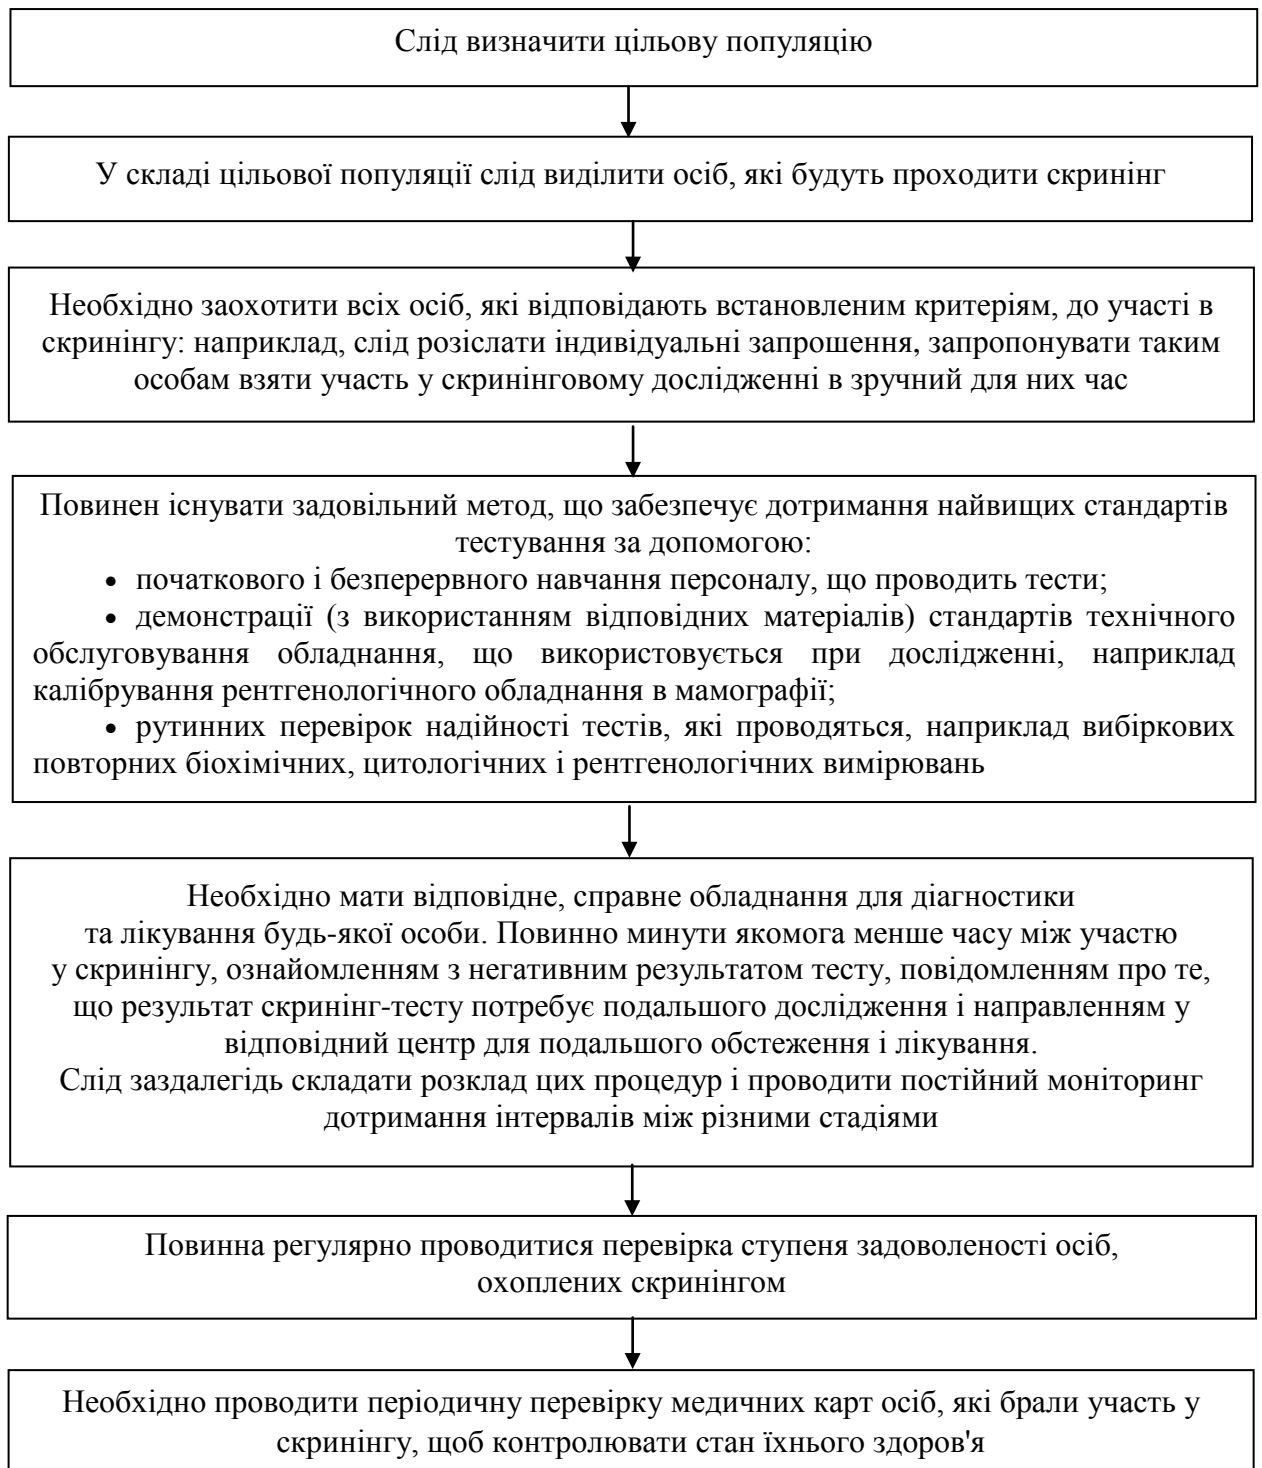 Слід визначити цільову популяцію
У складі цільової популяції слід виділити осіб, які будуть проходити скринінг
Необхідно заохотити всіх осіб, які відповідають встановленим критеріям, до участі в
скринінгу: наприклад, слід розіслати індивідуальні запрошення, запропонувати таким
особам взяти участь у скринінговому дослідженні в зручний для них час
Повинен існувати задовільний метод, що забезпечує дотримання найвищих стандартів
тестування за допомогою:
• початкового і безперервного навчання персоналу, що проводить тести;
• демонстрації (з використанням відповідних матеріалів) стандартів технічного
обслуговування обладнання, що використовується при дослідженні, наприклад
калібрування рентгенологічного обладнання в мамографії;
• рутинних перевірок надійності тестів, які проводяться, наприклад вибіркових
повторних біохімічних, цитологічних і рентгенологічних вимірювань
Необхідно мати відповідне, справне обладнання для діагностики
та лікування будь-якої особи. Повинно минути якомога менше часу між участю
у скринінгу, ознайомленням з негативним результатом тесту, повідомленням про те,
що результат скринінг-тесту потребує подальшого дослідження і направленням у
відповідний центр для подальшого обстеження і лікування.
Слід заздалегідь складати розклад цих процедур і проводити постійний моніторинг
дотримання інтервалів між різними стадіями
Повинна регулярно проводитися перевірка ступеня задоволеності осіб,
охоплених скринінгом
Необхідно проводити періодичну перевірку медичних карт осіб, які брали участь у
скринінгу, щоб контролювати стан їхнього здоров'я